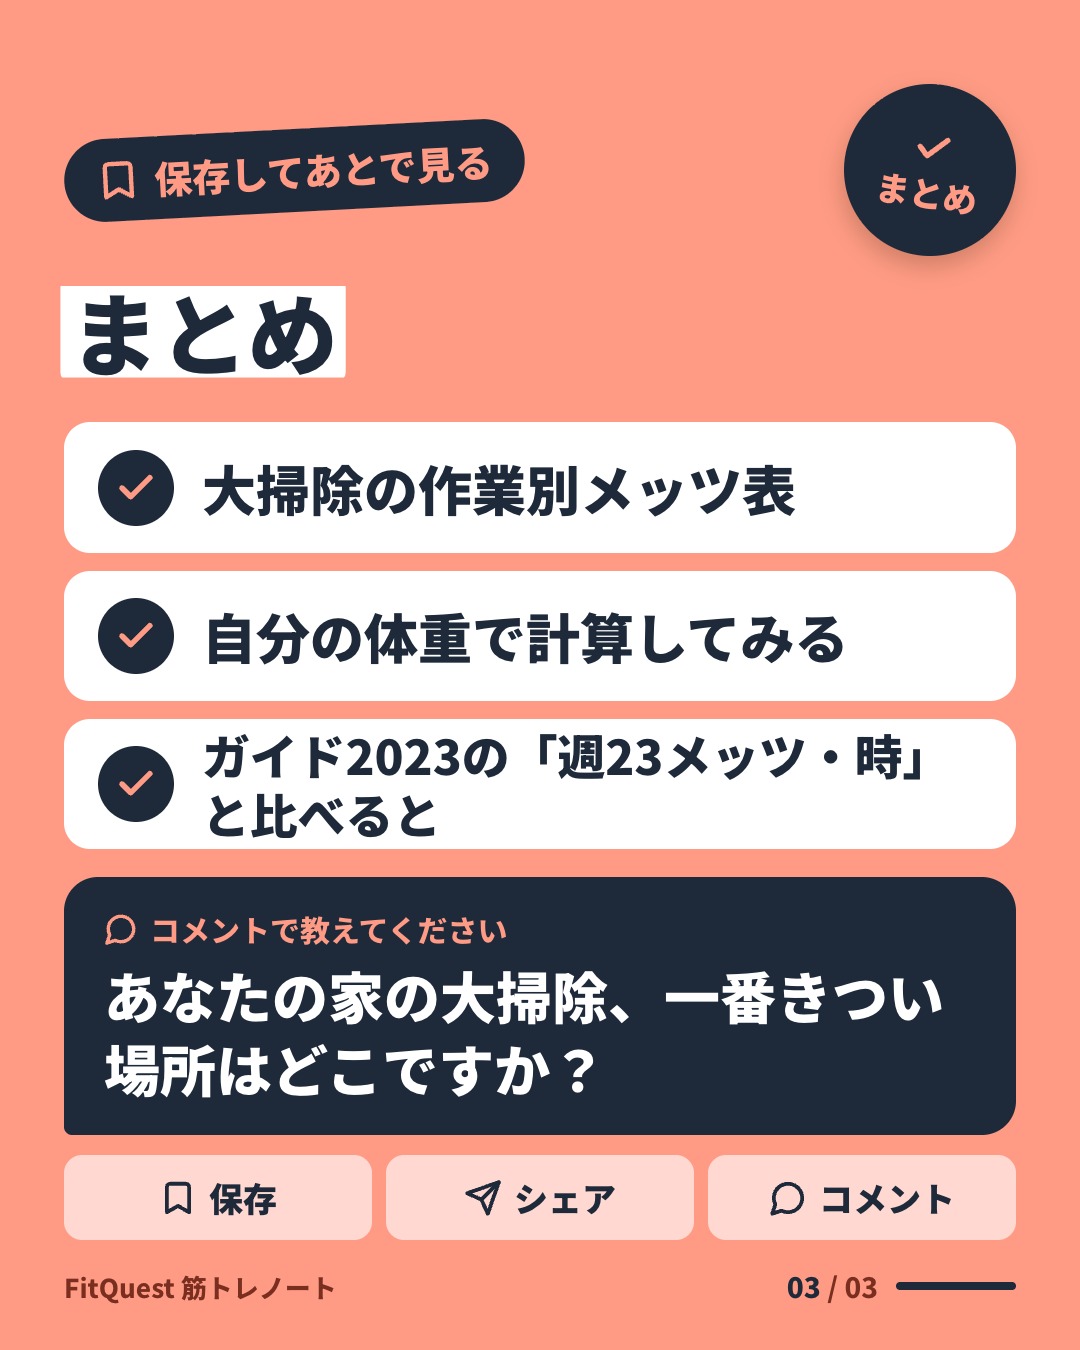 保存してあとで見る
まとめ
まとめ
大掃除の作業別メッツ表
自分の体重で計算してみる
ガイド2023の「週23メッツ・時」
と比べると
コメントで教えてください
あなたの家の大掃除、一番きつい
場所はどこですか？
保存
シェア
コメント
FitQuest 筋トレノート
03 / 03